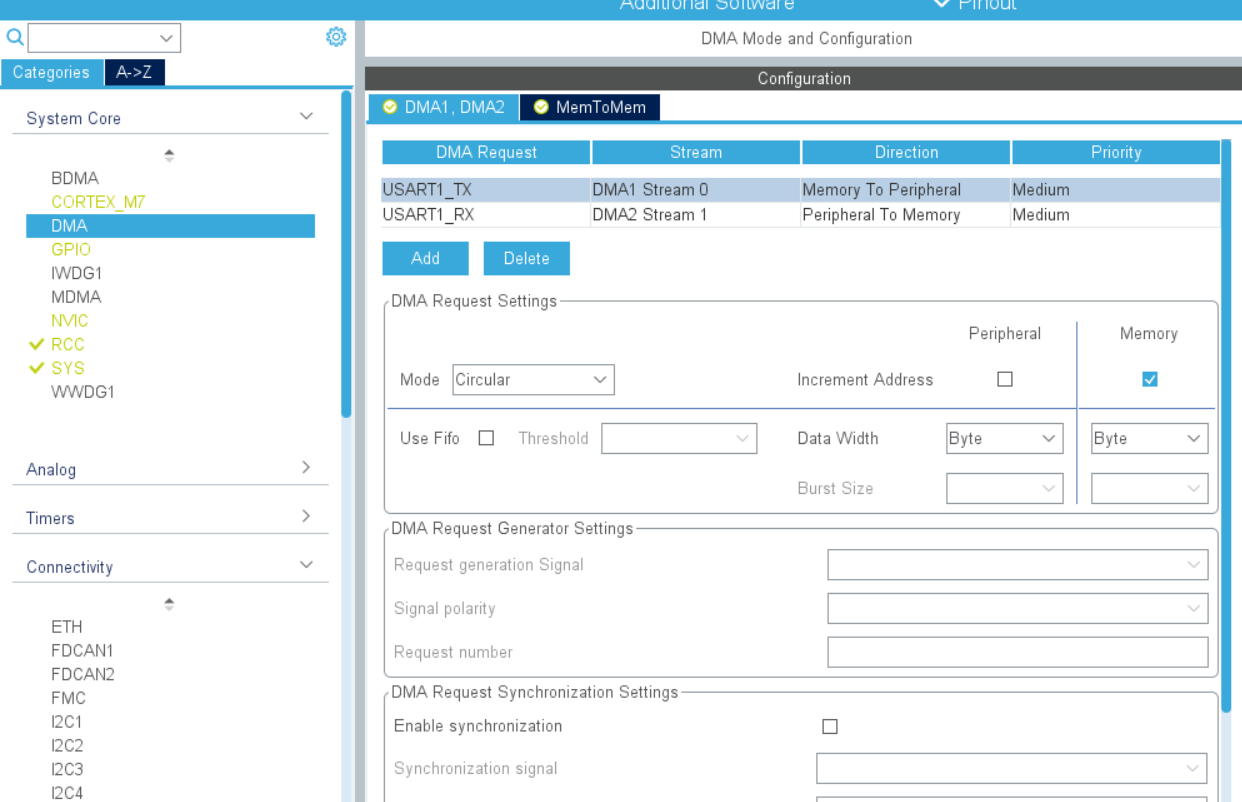 Additional Software Pinout
DMA Mode and Configuration
Categories A->Z
Configuration
DMA1, DMA2 MemToMem
System Core
BDMA
CORTEX_M7
DMA
GPIO
IWDG1
MDMA
NVIC
RCC
SYS
WWDG1
Analog
Timers
Connectivity
ETH
FDCAN1
FDCAN2
FMC
I2C1
I2C2
I2C3
I2C4
DMA Request Stream Direction Priority
USART1_TX DMA1 Stream 0 Memory To Peripheral Medium
USART1_RX DMA2 Stream 1 Peripheral To Memory Medium
Add Delete
DMA Request Settings
Peripheral Memory
Mode Circular Increment Address
Use Fifo Threshold Data Width Byte Byte
Burst Size
DMA Request Generator Settings
Request generation Signal
Signal polarity
Request number
DMA Request Synchronization Settings
Enable synchronization
Synchronization signal